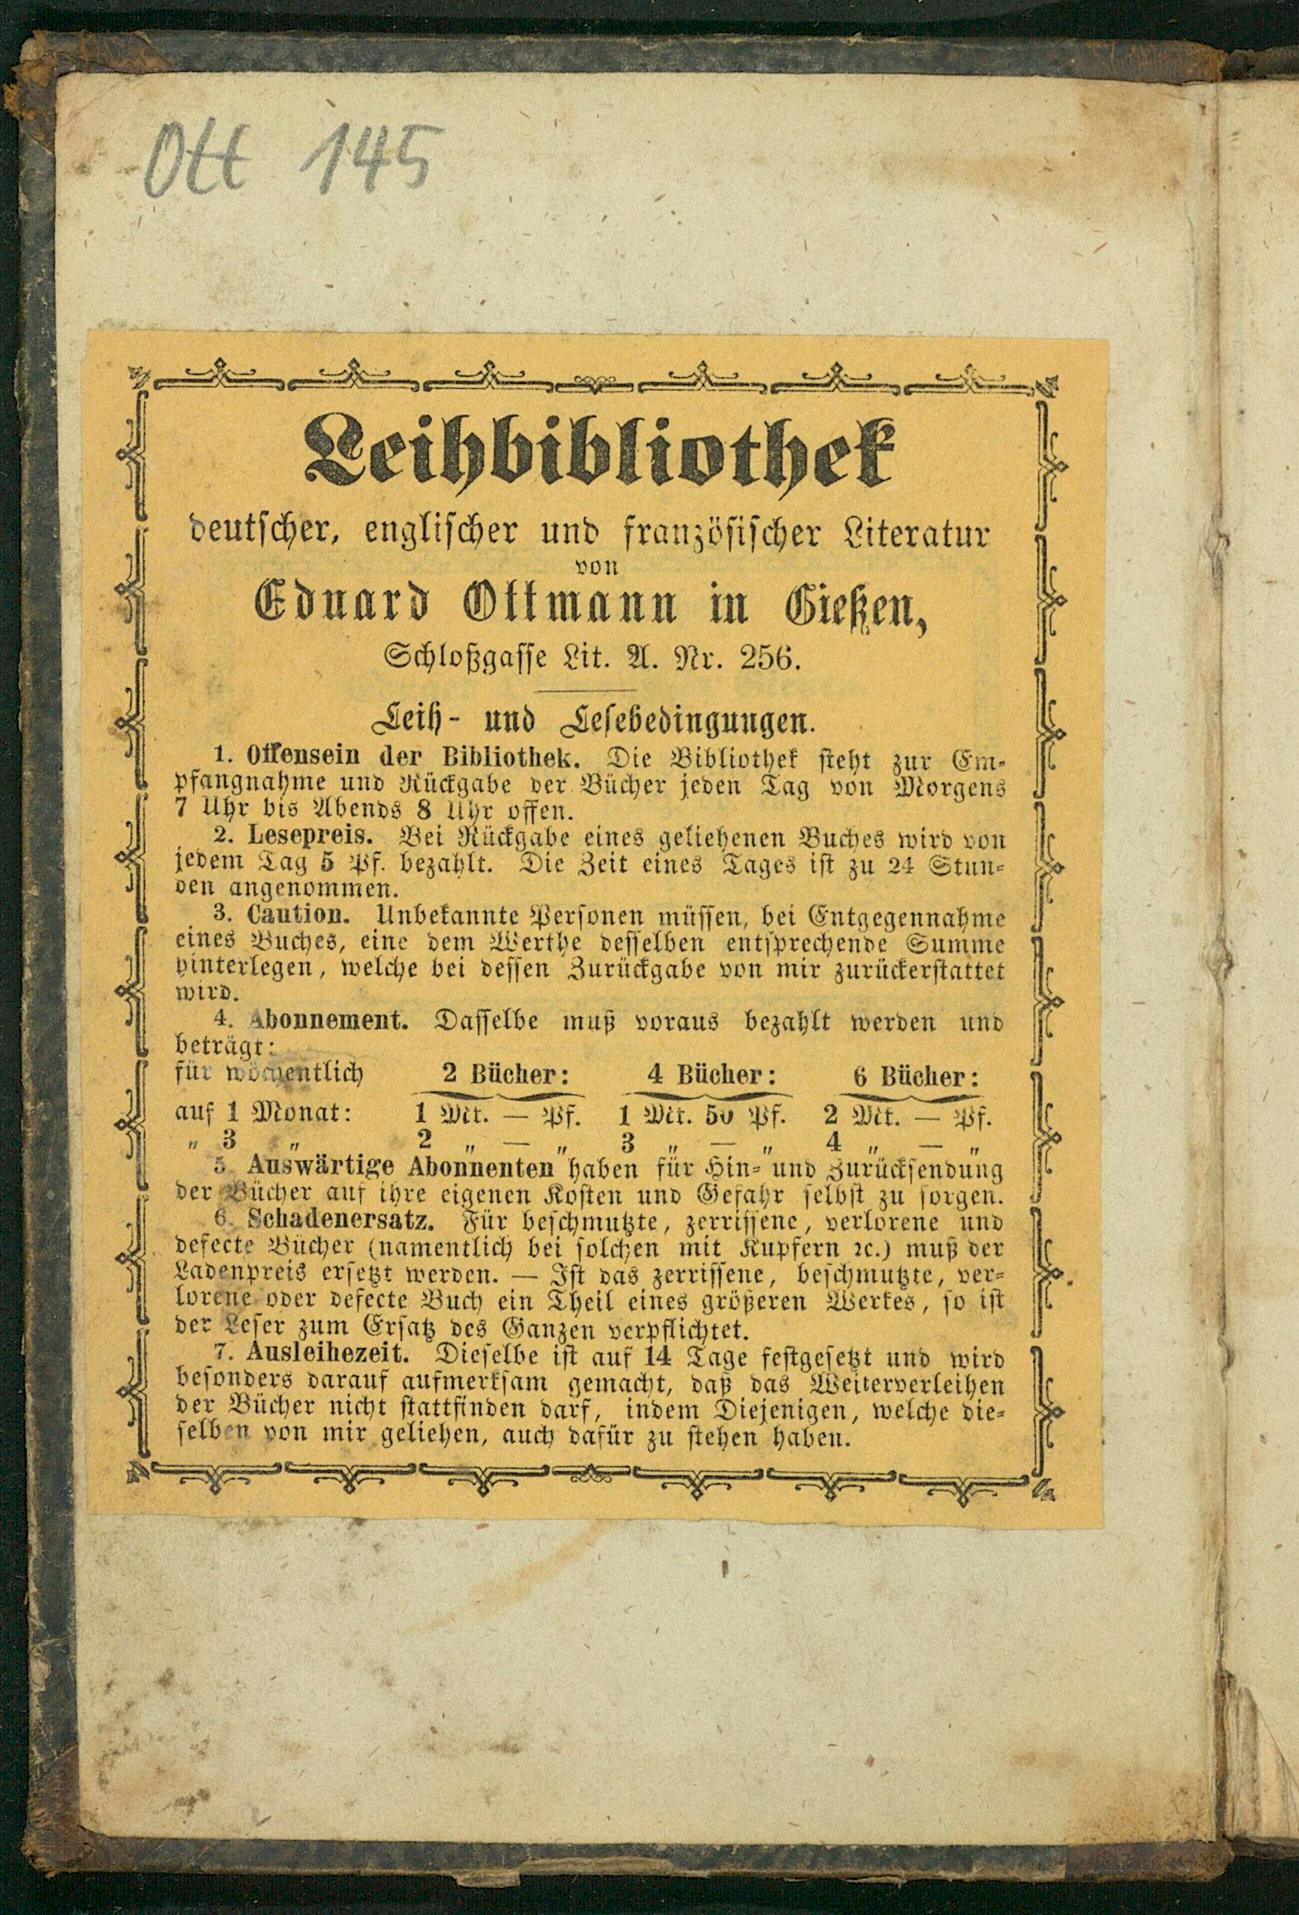 Ott 145
Leihbibliothek
deutscher, englischer und französischer Literatur
von
Eduard Ottmann in Gießen,
Schloßgasse Lit. A. Nr. 256.
Leih- und Lesebedingungen.
1. Offensein der Bibliothek. Die Bibliothek steht zur Em-
pfangnahme und Rückgabe der Bücher jeden Tag von Morgens
7 Uhr bis Abends 8 Uhr offen.
2. Lesepreis. Bei Rückgabe eines geliehenen Buches wird von
jedem Tag 5 Pf. bezahlt. Die Zeit eines Tages ist zu 24 Stun-
den angenommen.
3. Caution. Unbekannte Personen müssen, bei Entgegennahme
eines Buches, eine dem Werthe desselben entsprechende Summe
hinterlegen, welche bei dessen Zurückgabe von mir zurückerstattet
wird.
4. Abonnement. Dasselbe muß voraus bezahlt werden und
beträgt:
für wöchentlich 2 Bücher: 4 Bücher: 6 Bücher:
auf 1 Monat: 1 Mk. — Pf. 1 Mk. 50 Pf. 2 Mk. — Pf.
„ 3 „ 2 „ — „ 3 „ — „ 4 „ — „
5. Auswärtige Abonnenten haben für Hin- und Zurücksendung
der Bücher auf ihre eigenen Kosten und Gefahr selbst zu sorgen.
6. Schadenersatz. Für beschmutzte, zerrissene, verlorene und
defecte Bücher (namentlich bei solchen mit Kupfern ꝛc.) muß der
Ladenpreis ersetzt werden. — Ist das zerrissene, beschmutzte, ver-
lorene oder defecte Buch ein Theil eines größeren Werkes, so ist
der Leser zum Ersatz des Ganzen verpflichtet.
7. Ausleihezeit. Dieselbe ist auf 14 Tage festgesetzt und wird
besonders darauf aufmerksam gemacht, daß das Weiterverleihen
der Bücher nicht stattfinden darf, indem Diejenigen, welche die-
selben von mir geliehen, auch dafür zu stehen haben.